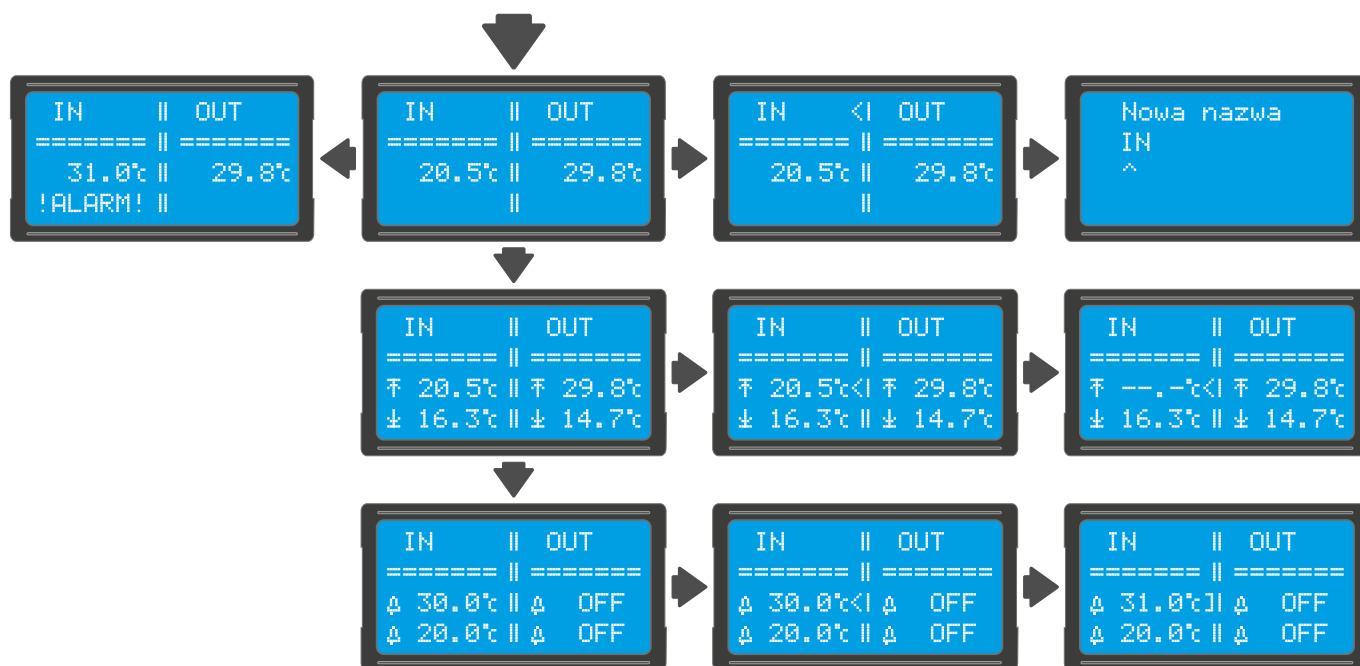 IN || OUT
======= || =======
31.0°c || 29.8°c
!ALARM! ||
IN || OUT
======= || =======
20.5°c || 29.8°c
||
IN <| OUT
======= || =======
20.5°c || 29.8°c
||
Nowa nazwa
IN
^
IN || OUT
======= || =======
↑ 20.5°c || ↑ 29.8°c
↓ 16.3°c || ↓ 14.7°c
IN || OUT
======= || =======
↑ 20.5°c<| ↑ 29.8°c
↓ 16.3°c || ↓ 14.7°c
IN || OUT
======= || =======
↑ --.-°c<| ↑ 29.8°c
↓ 16.3°c || ↓ 14.7°c
IN || OUT
======= || =======
30.0°c || OFF
20.0°c || OFF
IN || OUT
======= || =======
30.0°c<| OFF
20.0°c || OFF
IN || OUT
======= || =======
31.0°c]| OFF
20.0°c || OFF